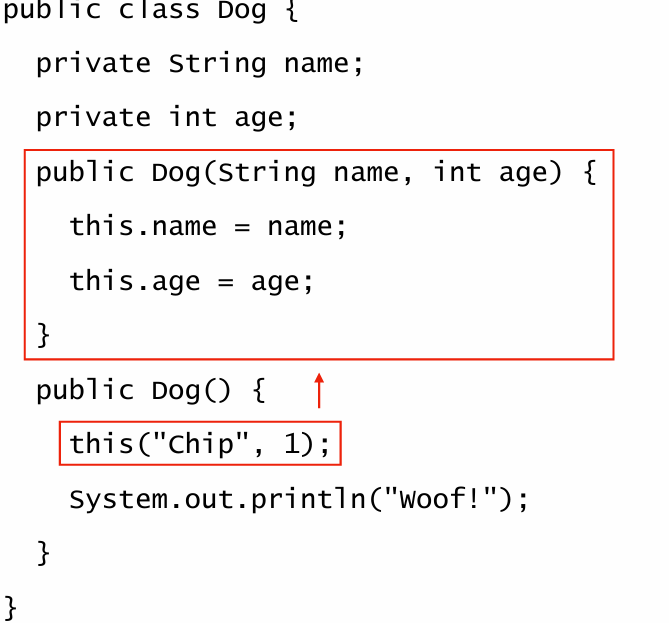 public class Dog {
private String name;
private int age;
public Dog(String name, int age) {
this.name = name;
this.age = age;
}
public Dog() {
this("Chip", 1);
System.out.println("Woof!");
}
}